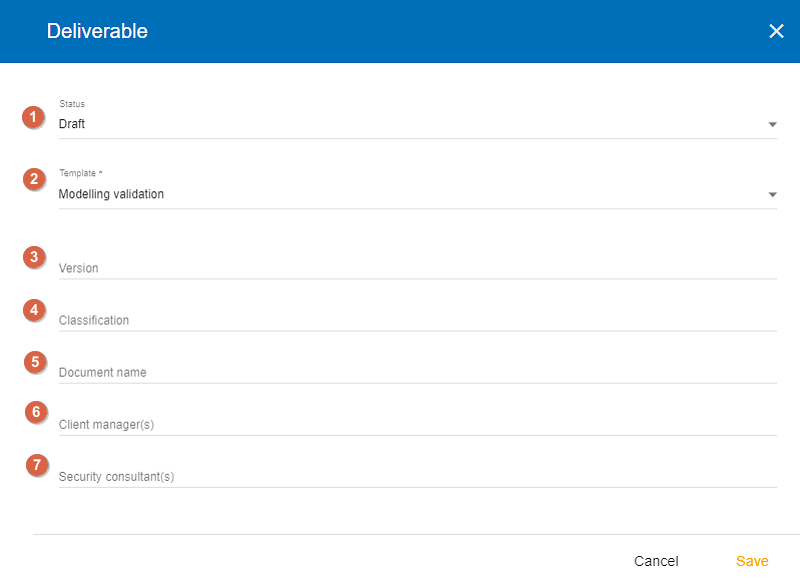 Deliverable
Status
1 Draft
Template *
2 Modelling validation
3 Version
4 Classification
5 Document name
6 Client manager(s)
7 Security consultant(s)
Cancel Save